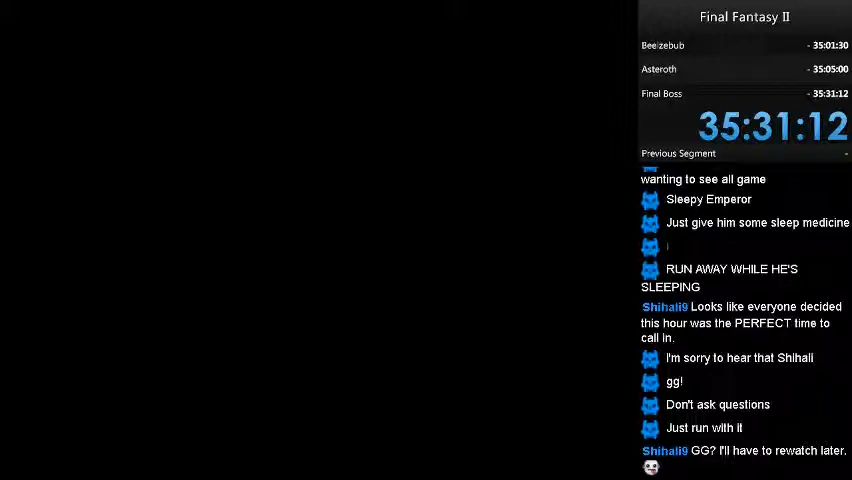 Final Fantasy II
Beelzebub - 35:01:30
Asteroth - 35:05:00
Final Boss - 35:31:12
35:31:12
Previous Segment -
wanting to see all game
Sleepy Emperor
Just give him some sleep medicine
RUN AWAY WHILE HE'S
SLEEPING
Shihali9 Looks like everyone decided
this hour was the PERFECT time to
call in.
I'm sorry to hear that Shihali
gg!
Don't ask questions
Just run with it
Shihali9 GG? I'll have to rewatch later.